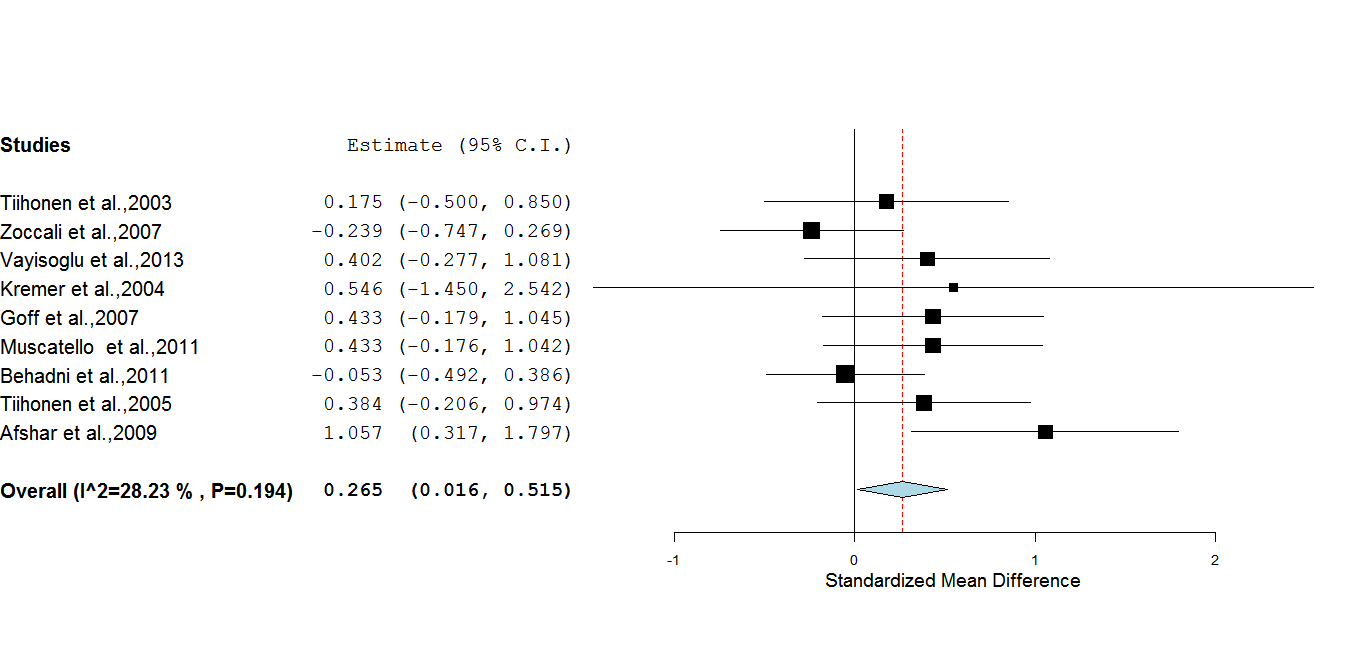 Studies Estimate (95% C.I.)
Tiihonen et al.,2003 0.175 (-0.500, 0.850)
Zoccali et al.,2007 -0.239 (-0.747, 0.269)
Vayisoglu et al.,2013 0.402 (-0.277, 1.081)
Kremer et al.,2004 0.546 (-1.450, 2.542)
Goff et al.,2007 0.433 (-0.179, 1.045)
Muscatello  et al.,2011 0.433 (-0.176, 1.042)
Behadni et al.,2011 -0.053 (-0.492, 0.386)
Tiihonen et al.,2005 0.384 (-0.206, 0.974)
Afshar et al.,2009 1.057 (0.317, 1.797)
Overall (I^2=28.23 % , P=0.194) 0.265 (0.016, 0.515)
-1 0 1 2
Standardized Mean Difference